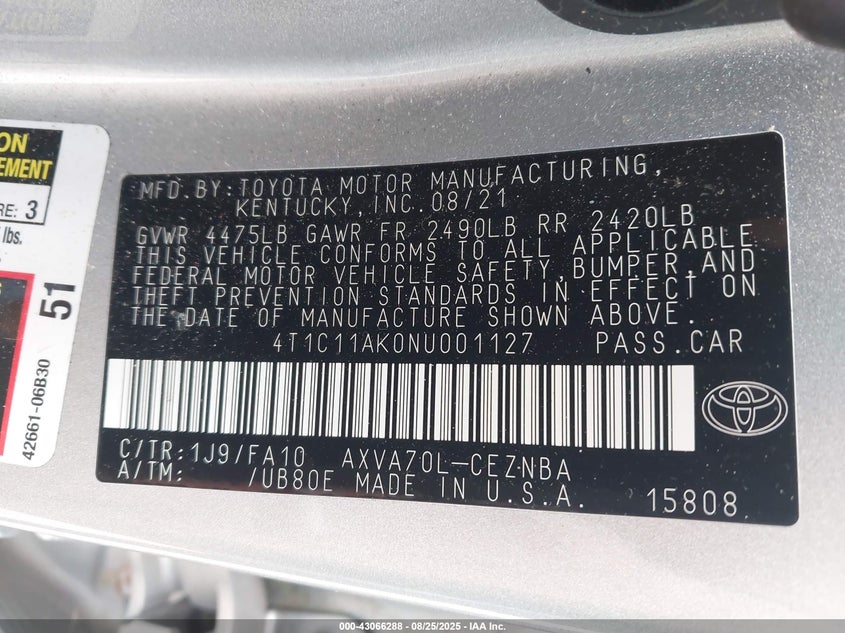 ON
EMENT
RE: 3
lbs.
51
42661-06B30
MFD.BY:TOYOTA MOTOR MANUFACTURING,
KENTUCKY,INC.08/21
GVWR 4475LB GAWR FR 2490LB RR 2420LB
THIS VEHICLE CONFORMS TO ALL APPLICABLE
FEDERAL MOTOR VEHICLE SAFETY,BUMPER,AND
THEFT PREVENTION STANDARDS IN EFFECT ON
THE DATE OF MANUFACTURE SHOWN ABOVE.
4T1C11AK0NU001127 PASS.CAR
C/TR:1J9/FA10 AXVA70L-CEZNBA
A/TM: /UB80E MADE IN U.S.A. 15808
000-43066288 - 08/25/2025 - IAA Inc.